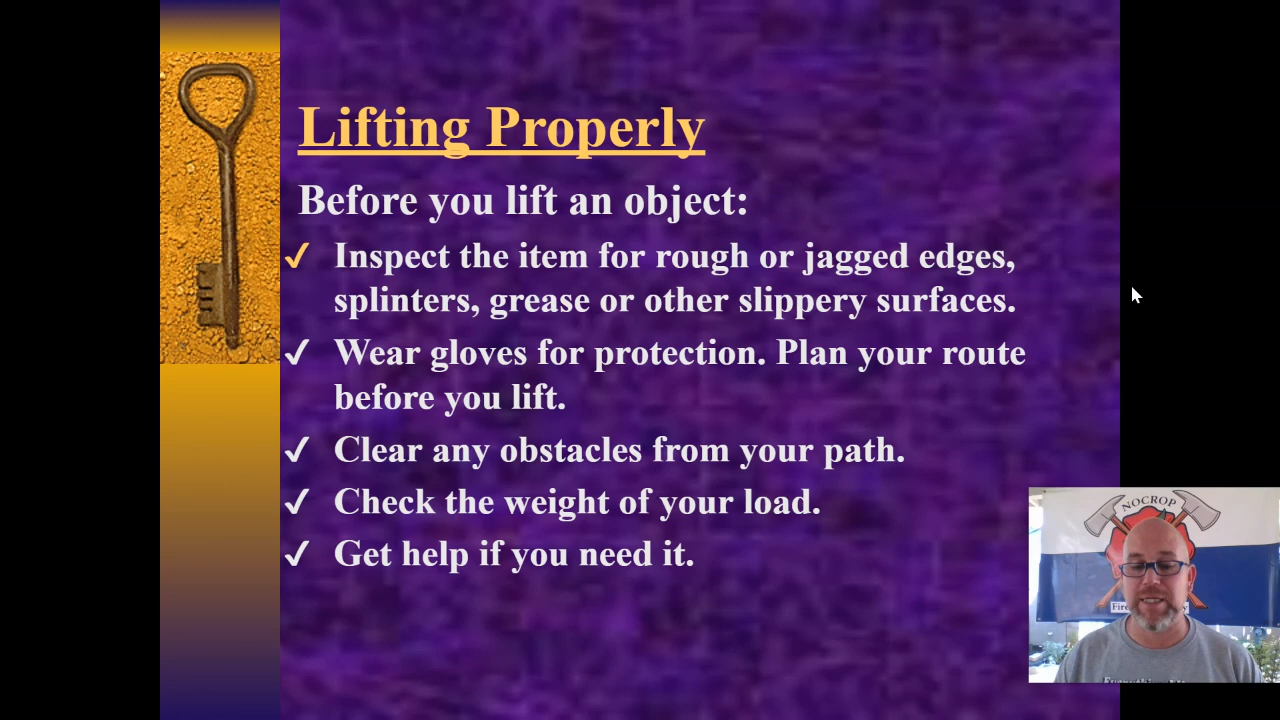 Lifting Properly
Before you lift an object:
✓ Inspect the item for rough or jagged edges,
splinters, grease or other slippery surfaces.
✓ Wear gloves for protection. Plan your route
before you lift.
✓ Clear any obstacles from your path.
✓ Check the weight of your load.
✓ Get help if you need it.
NOCROP